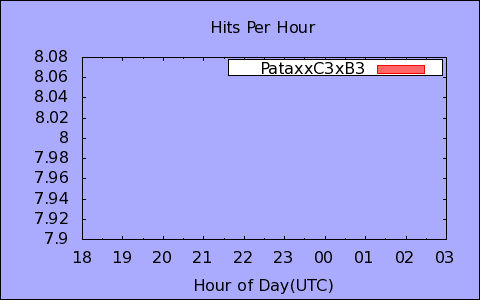 Hits Per Hour
PataxxC3xB3
8.08
8.06
8.04
8.02
8
7.98
7.96
7.94
7.92
7.9
18 19 20 21 22 23 00 01 02 03
Hour of Day(UTC)